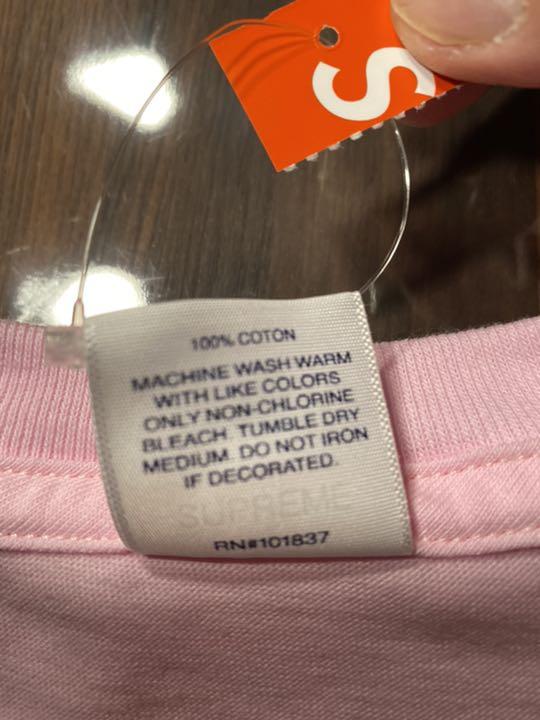 S
100% COTON
MACHINE WASH WARM
WITH LIKE COLORS
ONLY NON-CHLORINE
BLEACH TUMBLE DRY
MEDIUM. DO NOT IRON
IF DECORATED.
SUPREME
RN#101837